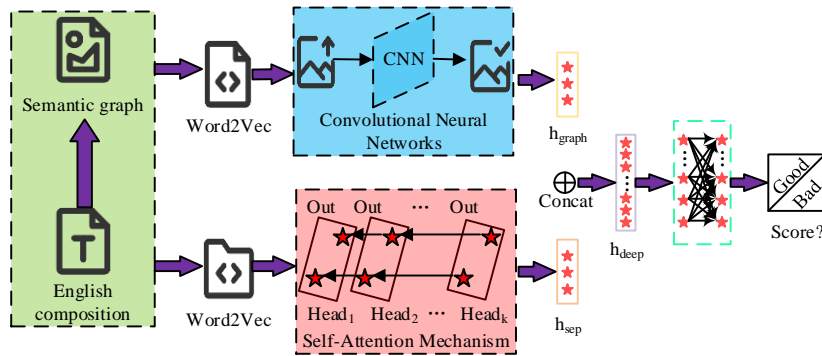 Semantic graph
T
English
composition
Word2Vec
CNN
Convolutional Neural
Networks
h_graph
Word2Vec
Out Out ... Out
Head_1 Head_2 ... Head_k
Self-Attention Mechanism
h_sep
Concat
h_deep
Good
Bad
Score?